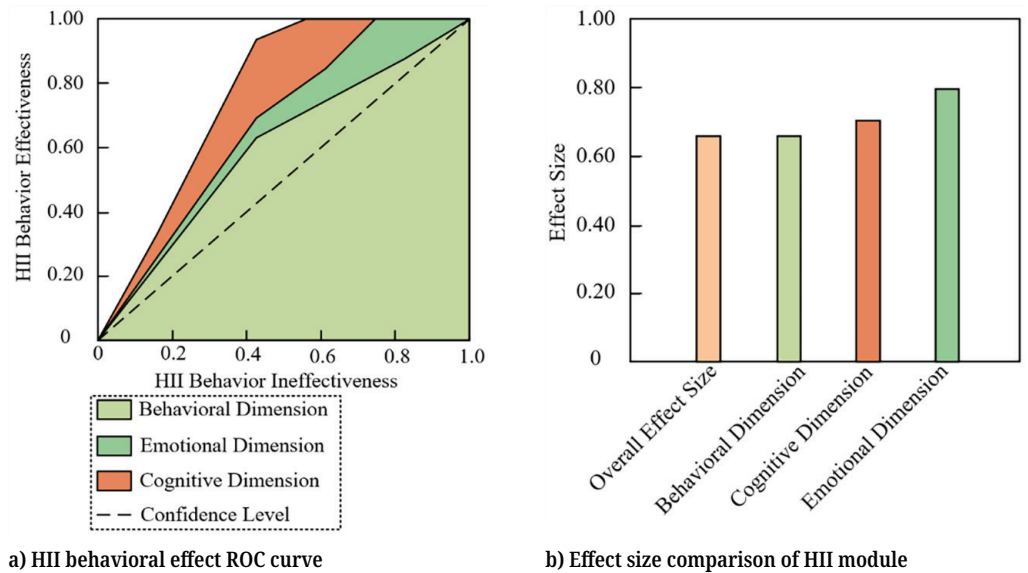 1.00
0.80
0.60
0.40
0.20
0
HII Behavior Effectiveness
0 0.2 0.4 0.6 0.8 1.0
HII Behavior Ineffectiveness
Behavioral Dimension
Emotional Dimension
Cognitive Dimension
Confidence Level
a) HII behavioral effect ROC curve
1.00
0.80
0.60
0.40
0.20
0
Effect Size
Overall Effect Size
Behavioral Dimension
Cognitive Dimension
Emotional Dimension
b) Effect size comparison of HII module